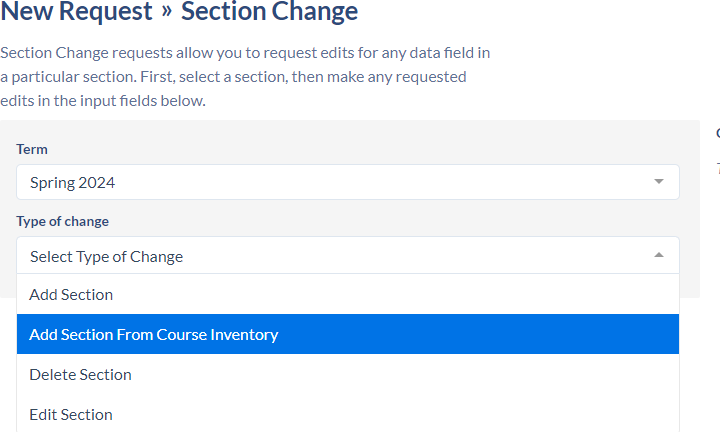 New Request » Section Change
Section Change requests allow you to request edits for any data field in
a particular section. First, select a section, then make any requested
edits in the input fields below.
Term
Spring 2024
Type of change
Select Type of Change
Add Section
Add Section From Course Inventory
Delete Section
Edit Section